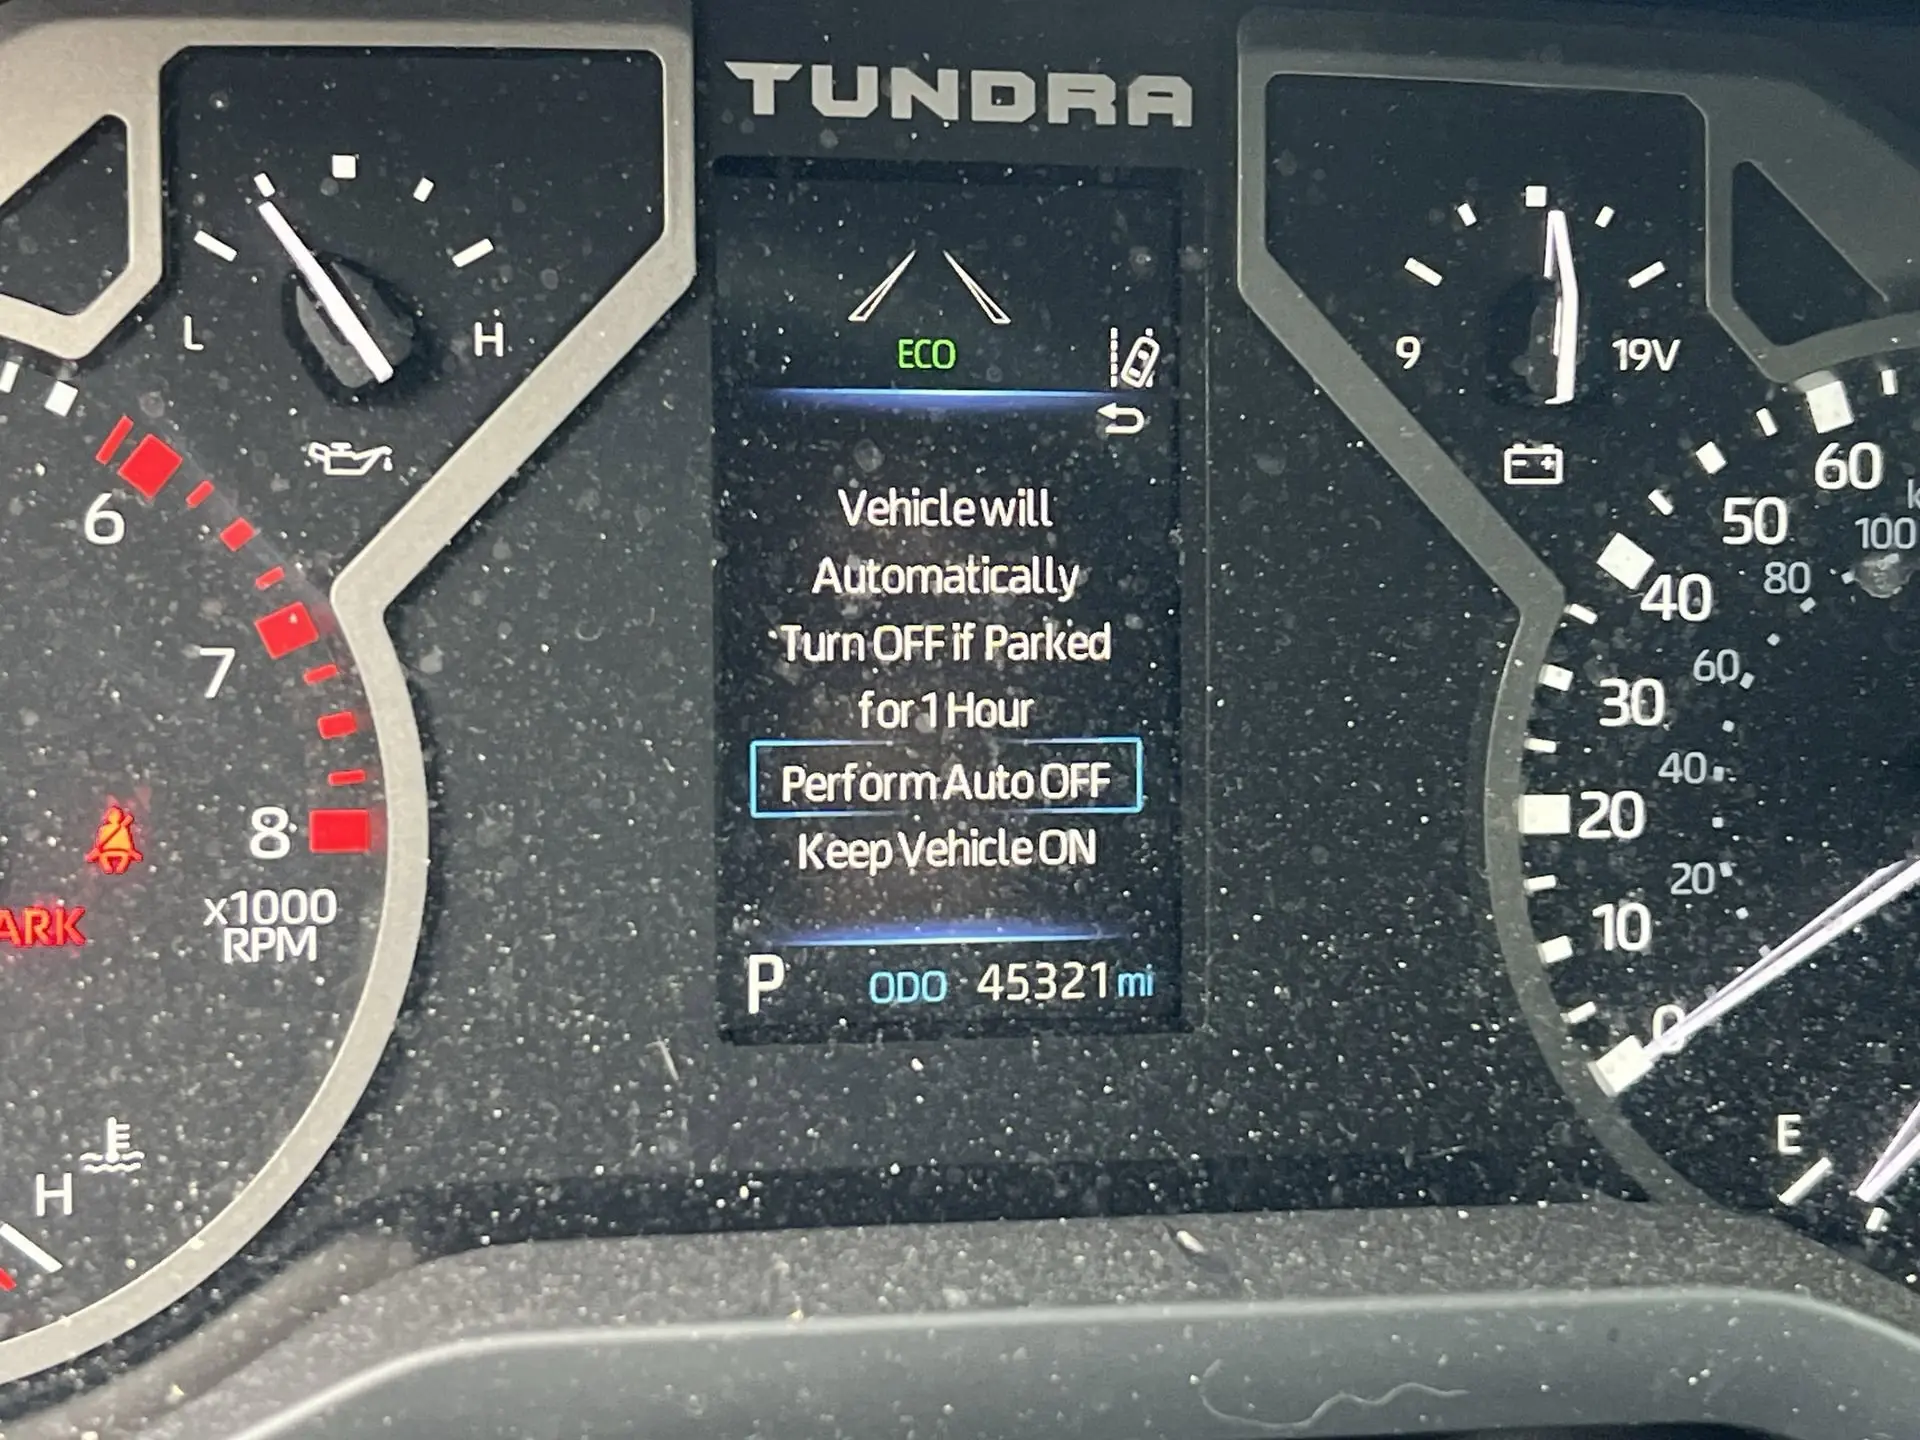 TUNDRA
L
H
9
19V
ECO
6
7
8
x1000
RPM
ARK
H
Vehicle will
Automatically
Turn OFF if Parked
for 1 Hour
Perform Auto OFF
Keep Vehicle ON
P ODO 45321 mi
60
50
40
30
20
10
0
100
80
60
40
20
E